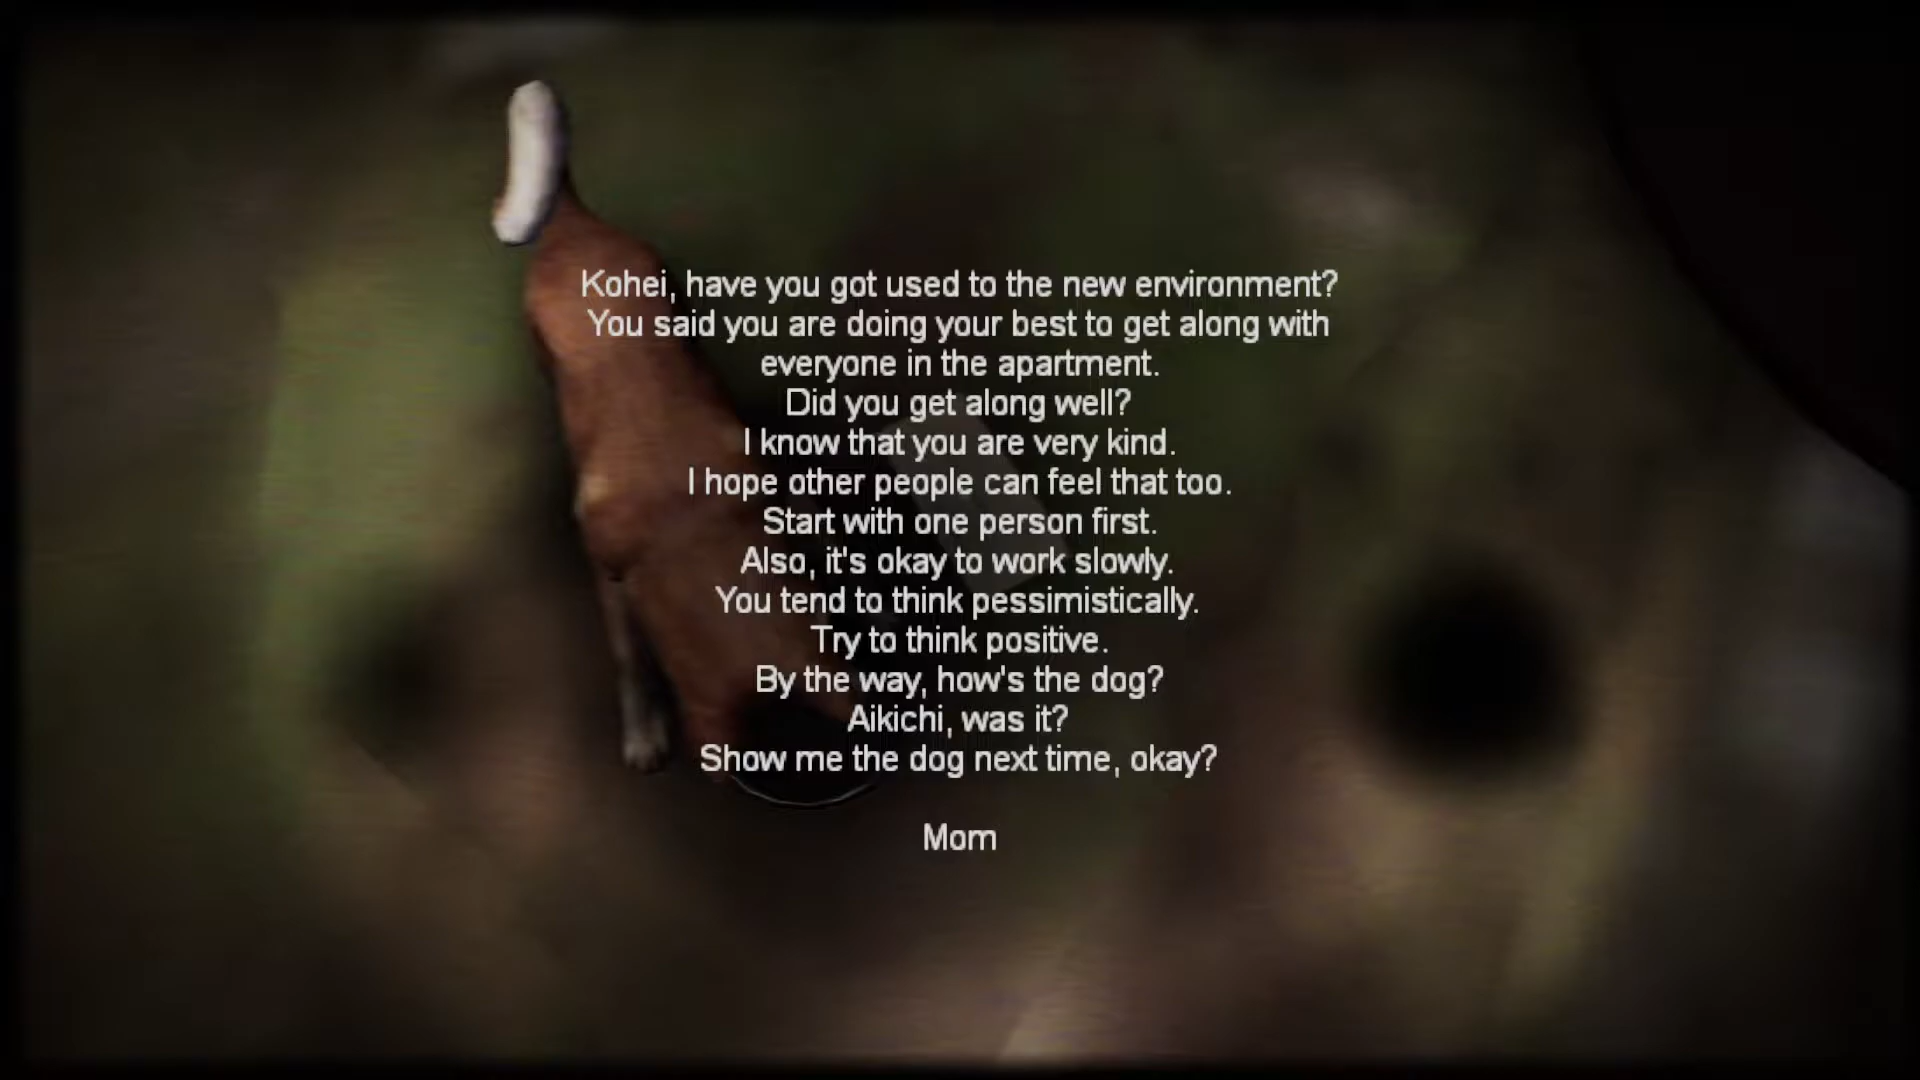 Kohei, have you got used to the new environment?
You said you are doing your best to get along with
everyone in the apartment.
Did you get along well?
I know that you are very kind.
I hope other people can feel that too.
Start with one person first.
Also, it's okay to work slowly.
You tend to think pessimistically.
Try to think positive.
By the way, how's the dog?
Aikichi, was it?
Show me the dog next time, okay?
Mom